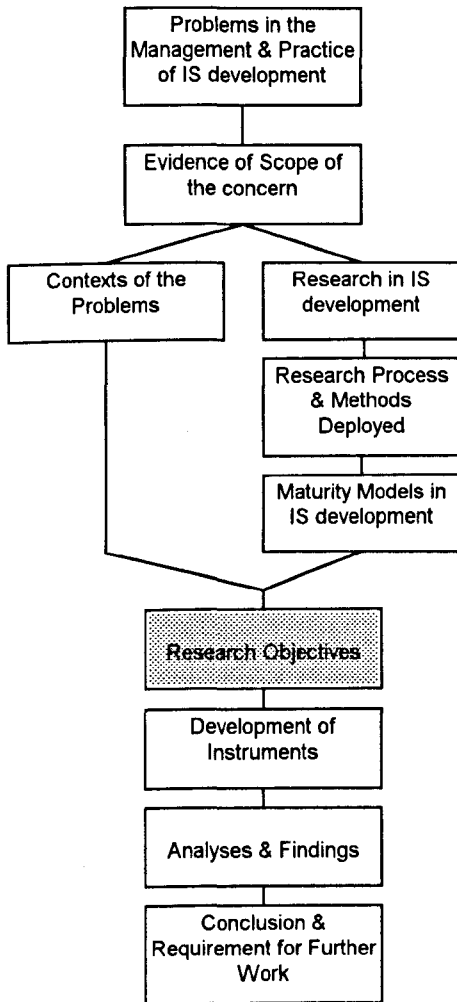 Problems in the
Management & Practice
of IS development
Evidence of Scope of
the concern
Contexts of the
Problems
Research in IS
development
Research Process
& Methods
Deployed
Maturity Models in
IS development
Research Objectives
Development of
Instruments
Analyses & Findings
Conclusion &
Requirement for Further
Work